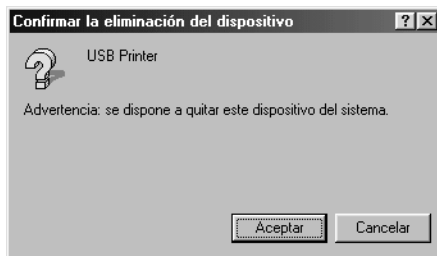 Confirmar la eliminación del dispositivo
USB Printer
Advertencia: se dispone a quitar este dispositivo del sistema.
Aceptar Cancelar